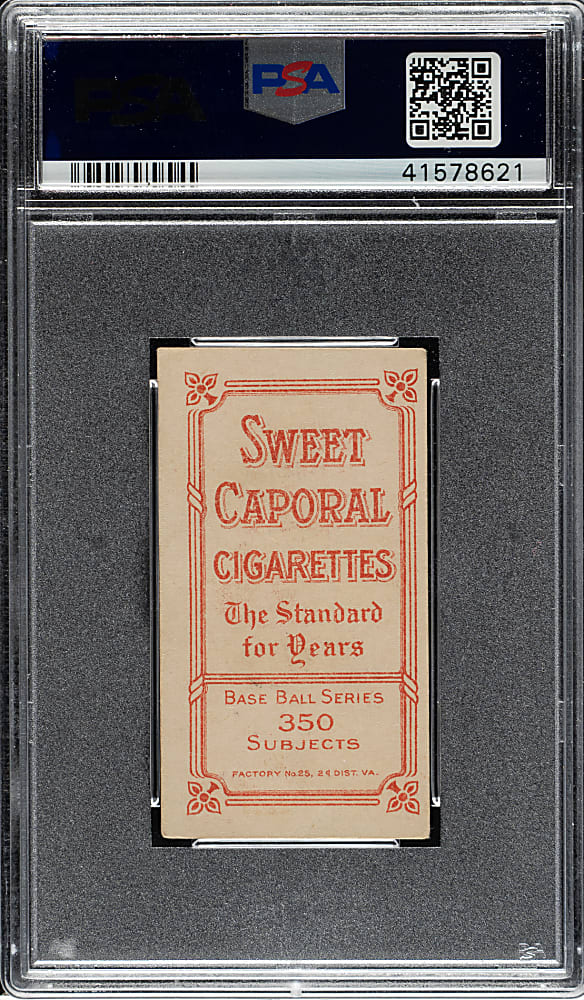 PSA
41578621
SWEET
CAPORAL
CIGARETTES
The Standard
for Years
BASE BALL SERIES
350
SUBJECTS
FACTORY No. 25, 2d DIST. VA.